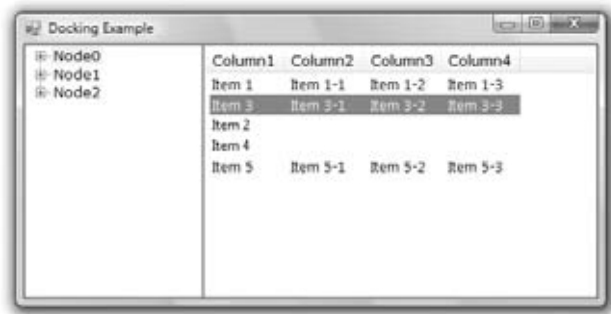 Docking Example
Node0
Node1
Node2
Column1 Column2 Column3 Column4
Item 1 Item 1-1 Item 1-2 Item 1-3
Item 3 Item 3-1 Item 3-2 Item 3-3
Item 2
Item 4
Item 5 Item 5-1 Item 5-2 Item 5-3